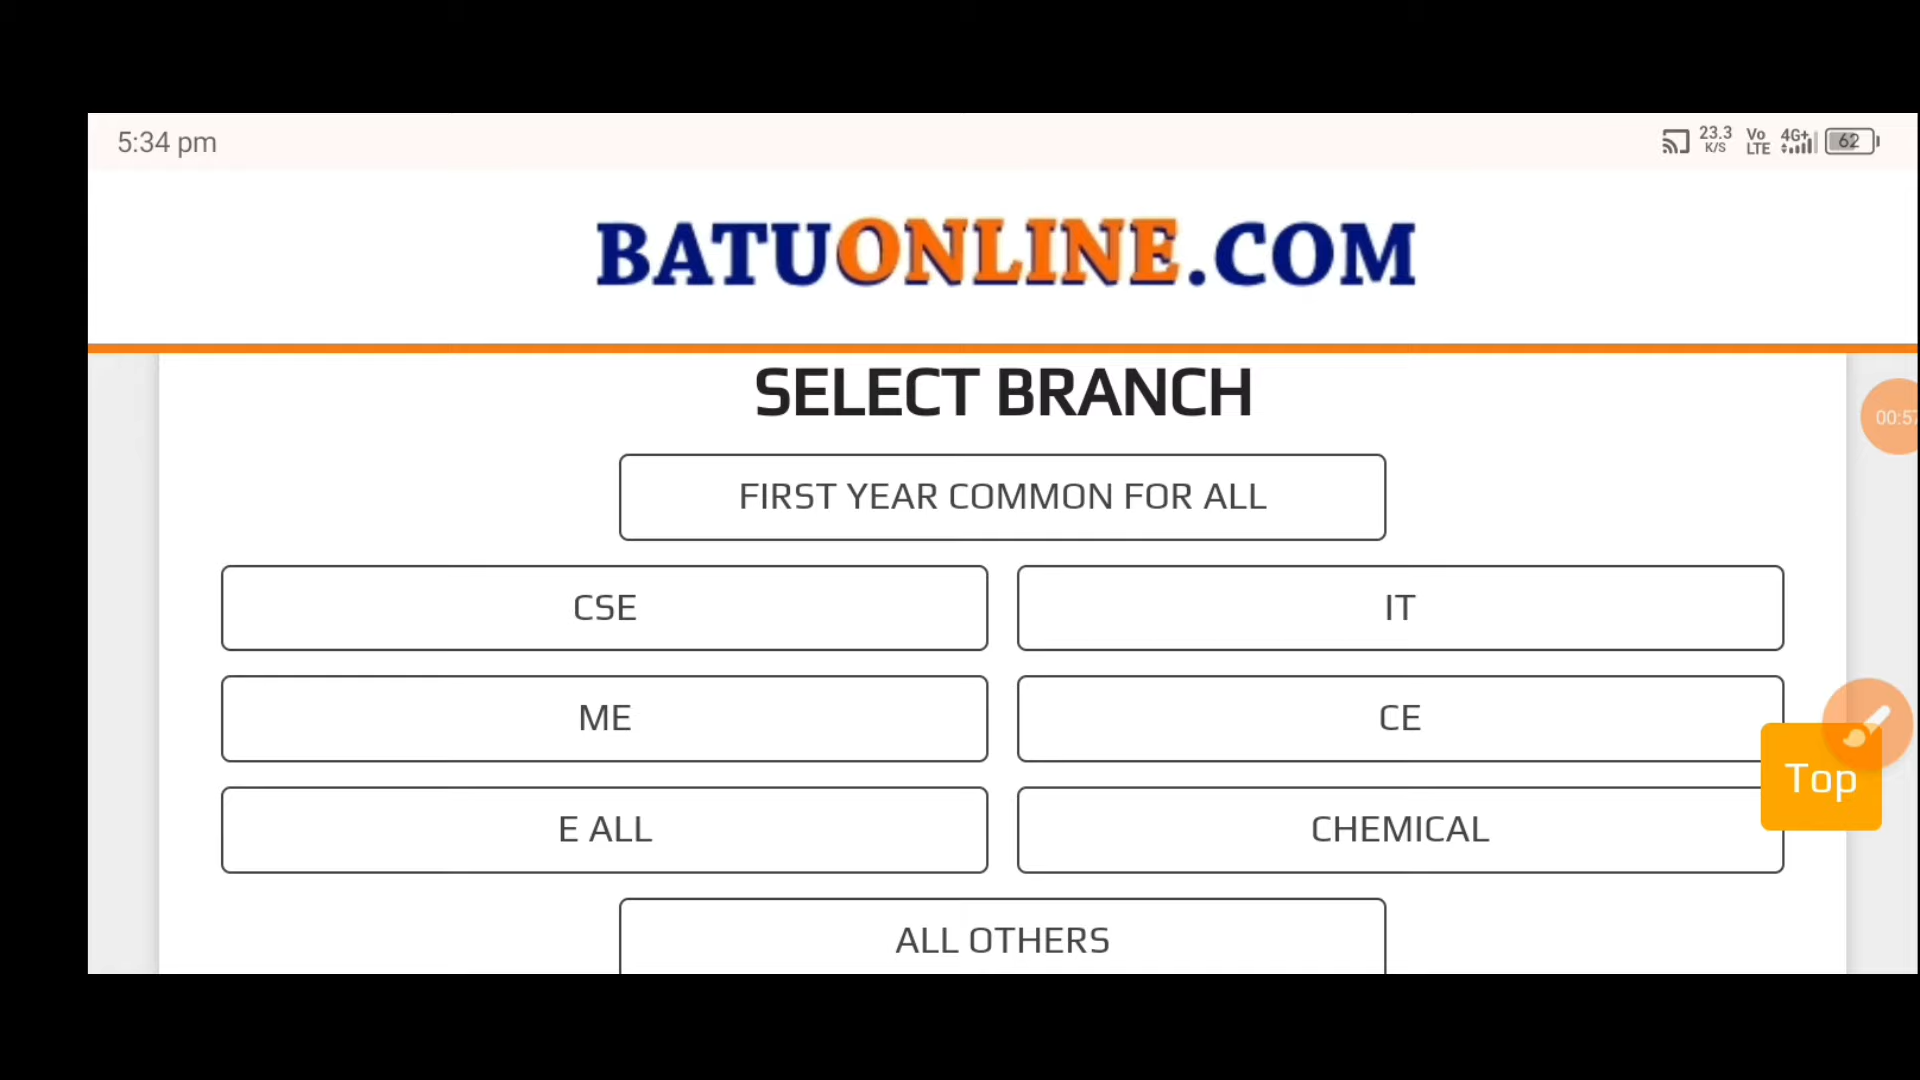 5:34 pm
23.3
K/S
Vo
LTE
4G+
62
BATUONLINE.COM
SELECT BRANCH
00:57
FIRST YEAR COMMON FOR ALL
CSE
IT
ME
CE
Top
E ALL
CHEMICAL
ALL OTHERS